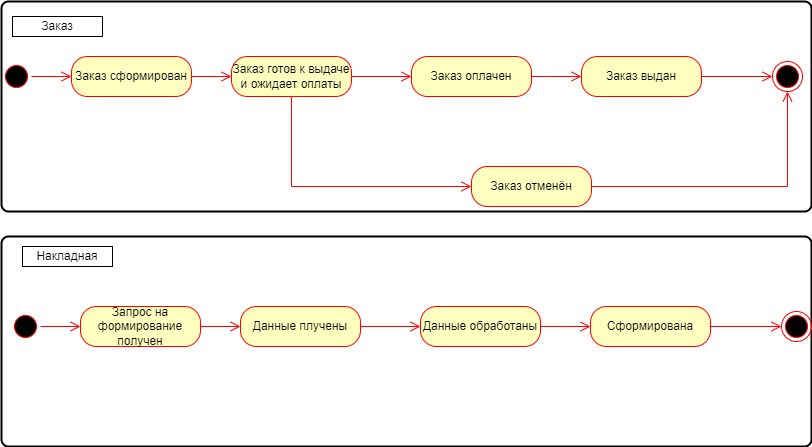 Заказ
Заказ сформирован
Заказ готов к выдаче
и ожидает оплаты
Заказ оплачен
Заказ выдан
Заказ отменён
Накладная
Запрос на
формирование
получен
Данные плучены
Данные обработаны
Сформирована